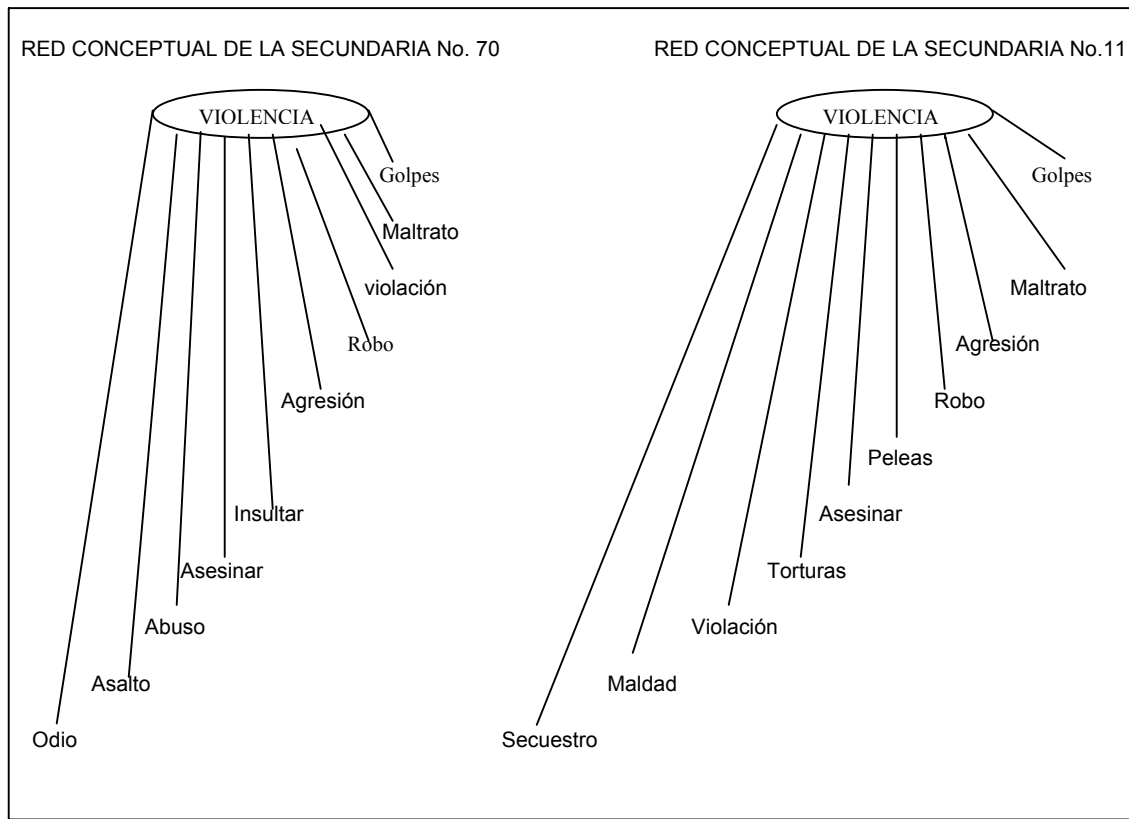 RED CONCEPTUAL DE LA SECUNDARIA No. 70
VIOLENCIA
Golpes
Maltrato
violación
Robo
Agresión
Insultar
Asesinar
Abuso
Asalto
Odio
RED CONCEPTUAL DE LA SECUNDARIA No.11
VIOLENCIA
Golpes
Maltrato
Agresión
Robo
Peleas
Asesinar
Torturas
Violación
Maldad
Secuestro